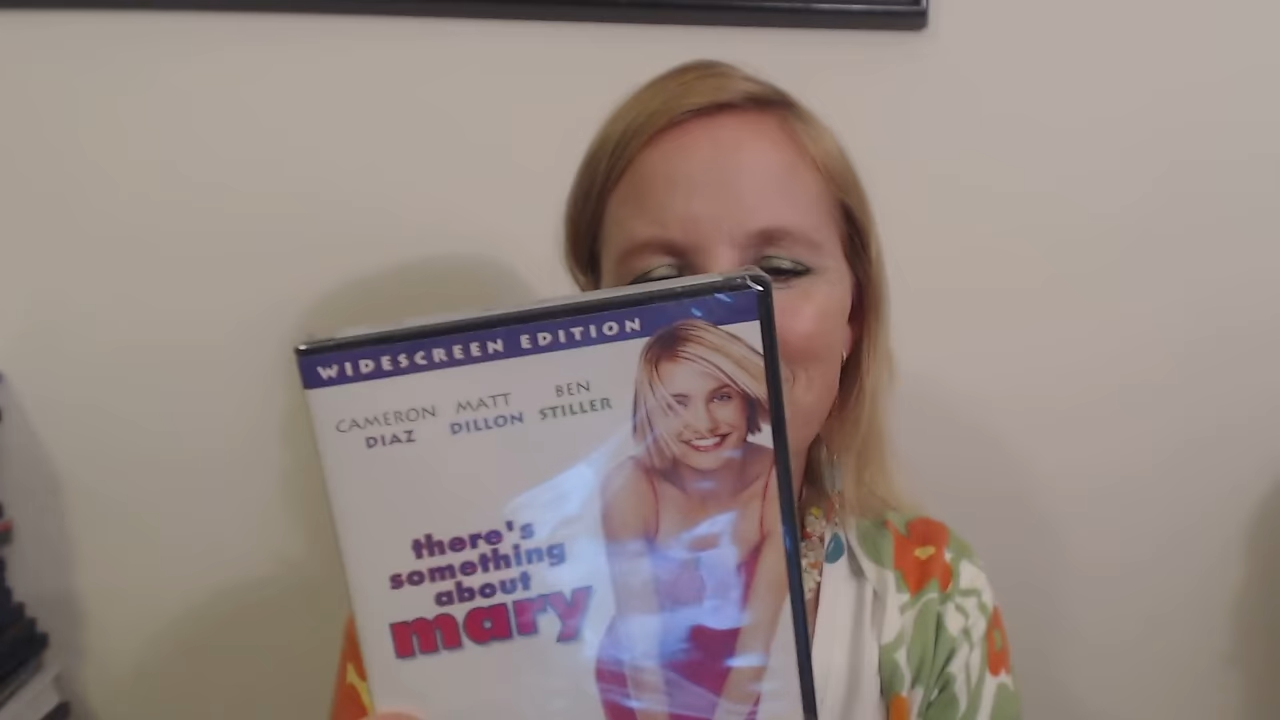 WIDESCREEN EDITION
CAMERON DIAZ
MATT DILLON
BEN STILLER
there's
something
about
mary